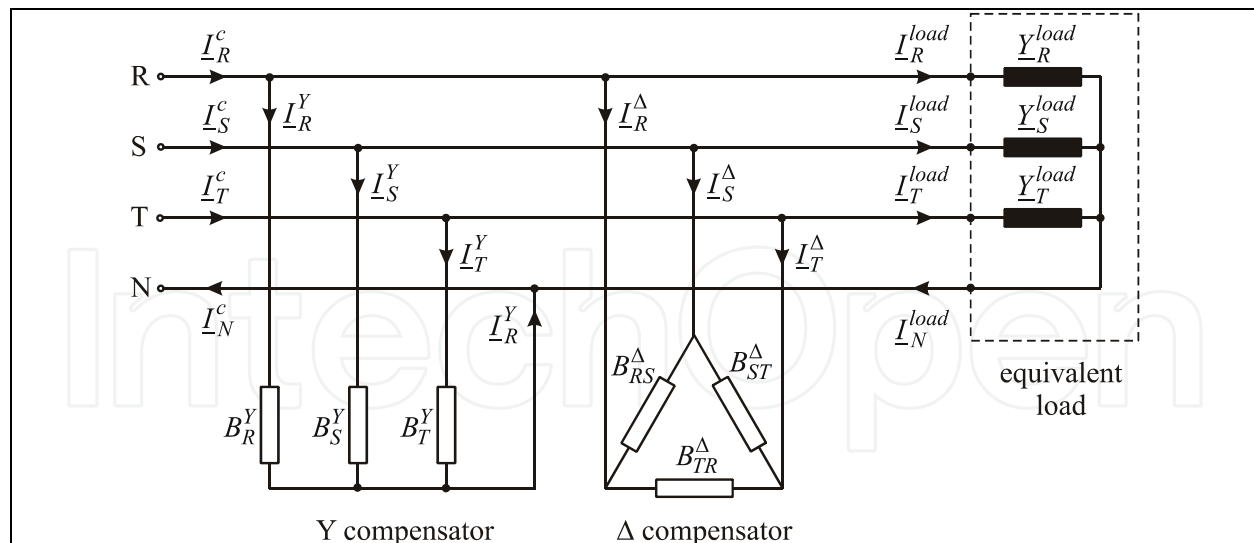 I_R^c I_R^load Y_R^load
R I_R^Y I_R^Δ
I_S^c I_S^load Y_S^load
S I_S^Y I_S^Δ
I_T^c I_T^load Y_T^load
T I_T^Y I_T^Δ
N
I_N^c I_R^Y I_N^load
B_R^Y B_S^Y B_T^Y B_RS^Δ B_ST^Δ
B_TR^Δ
equivalent
load
Y compensator Δ compensator
IntechOpen